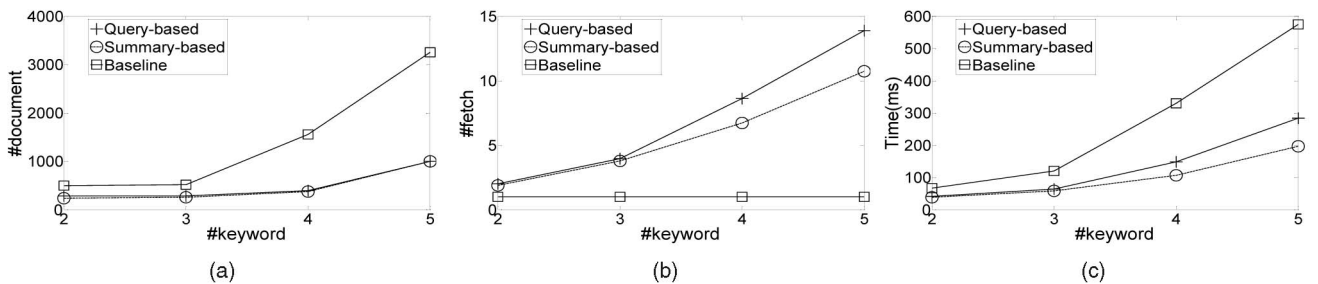 4000
3000
2000
1000
0
#document
Query-based
Summary-based
Baseline
2
3
4
5
#keyword
(a)
15
10
5
0
#fetch
Query-based
Summary-based
Baseline
2
3
4
5
#keyword
(b)
600
500
400
300
200
100
0
Time(ms)
Query-based
Summary-based
Baseline
2
3
4
5
#keyword
(c)